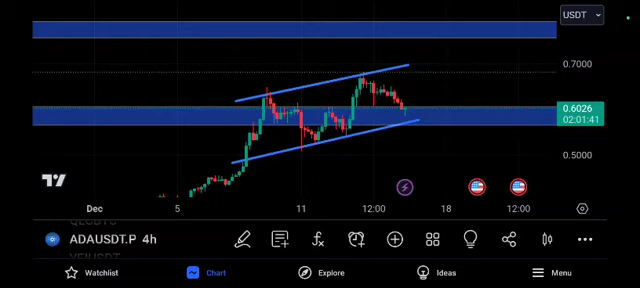 USDT
0.7000
0.6026
02:01:41
0.5000
Dec 5 11 12:00 18 12:00
ADAUSDT.P 4h
Watchlist Chart Explore Ideas Menu